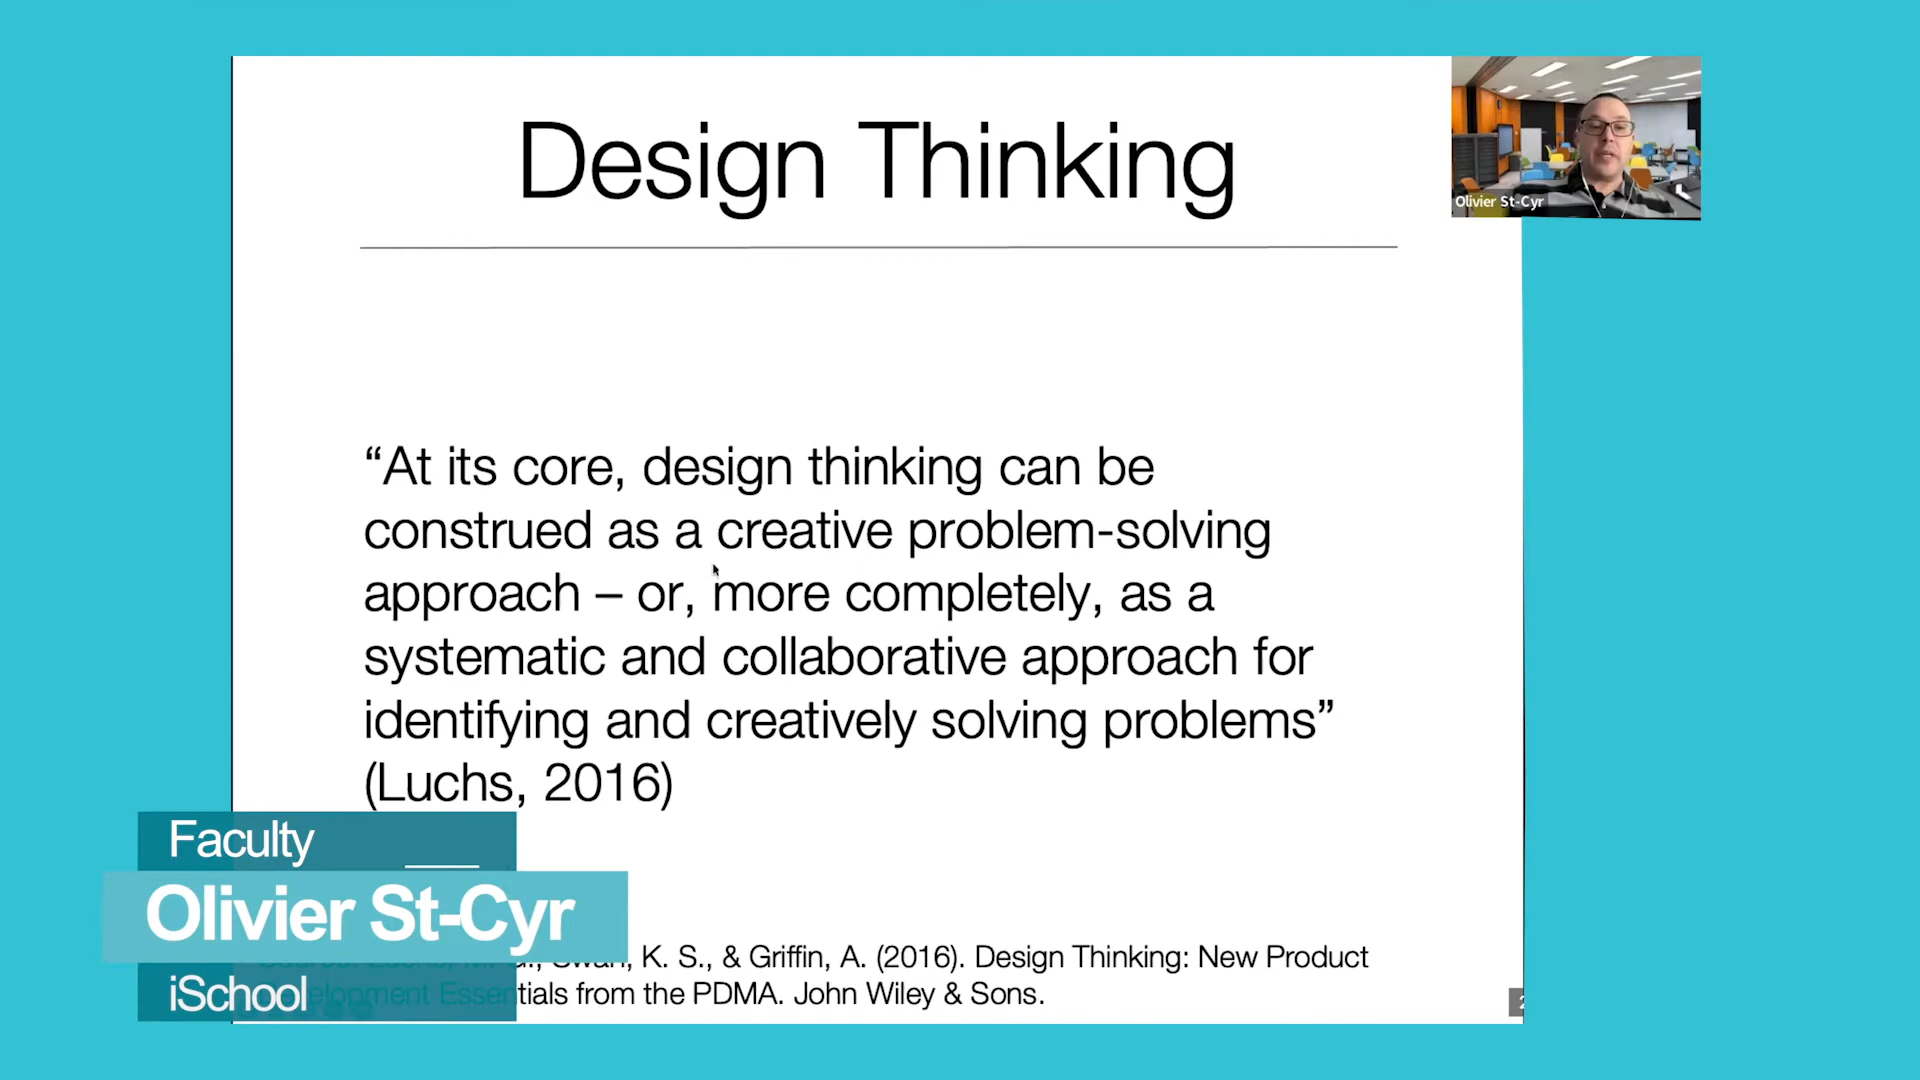 Design Thinking
Olivier St-Cyr
“At its core, design thinking can be
construed as a creative problem-solving
approach – or, more completely, as a
systematic and collaborative approach for
identifying and creatively solving problems”
(Luchs, 2016)
Faculty
Olivier St-Cyr
iSchool
K. S., & Griffin, A. (2016). Design Thinking: New Product
Essentials from the PDMA. John Wiley & Sons.